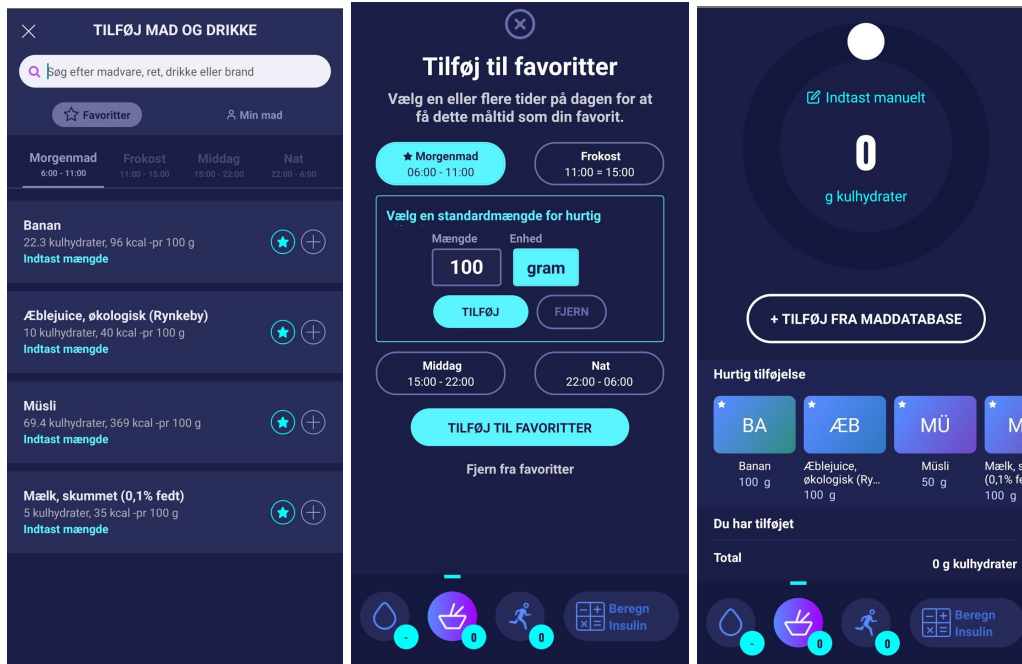 TILFØJ MAD OG DRIKKE
Søg efter madvare, ret, drikke eller brand
Favoritter
Min mad
Morgenmad
6:00 - 11:00
Frokost
11:00 - 15:00
Middag
15:00 - 22:00
Nat
22:00 - 6:00
Banan
22.3 kulhydrater, 96 kcal -pr 100 g
Indtast mængde
Æblejuice, økologisk (Rynkeby)
10 kulhydrater, 40 kcal -pr 100 g
Indtast mængde
Müsli
69.4 kulhydrater, 369 kcal -pr 100 g
Indtast mængde
Mælk, skummet (0,1% fedt)
5 kulhydrater, 35 kcal -pr 100 g
Indtast mængde
Tilføj til favoritter
Vælg en eller flere tider på dagen for at
få dette måltid som din favorit.
Morgenmad
06:00 - 11:00
Frokost
11:00 = 15:00
Vælg en standardmængde for hurtig
Mængde
Enhed
100
gram
TILFØJ
FJERN
Middag
15:00 - 22:00
Nat
22:00 - 06:00
TILFØJ TIL FAVORITTER
Fjern fra favoritter
-
0
0
Beregn
Insulin
Indtast manuelt
0
g kulhydrater
+ TILFØJ FRA MADDATABASE
Hurtig tilføjelse
BA
Banan
100 g
ÆB
Æblejuice,
økologisk (Ry...
100 g
MÜ
Müsli
50 g
M
Mælk, s
(0,1% fe
100 g
Du har tilføjet
Total
0 g kulhydrater
-
0
0
Beregn
Insulin